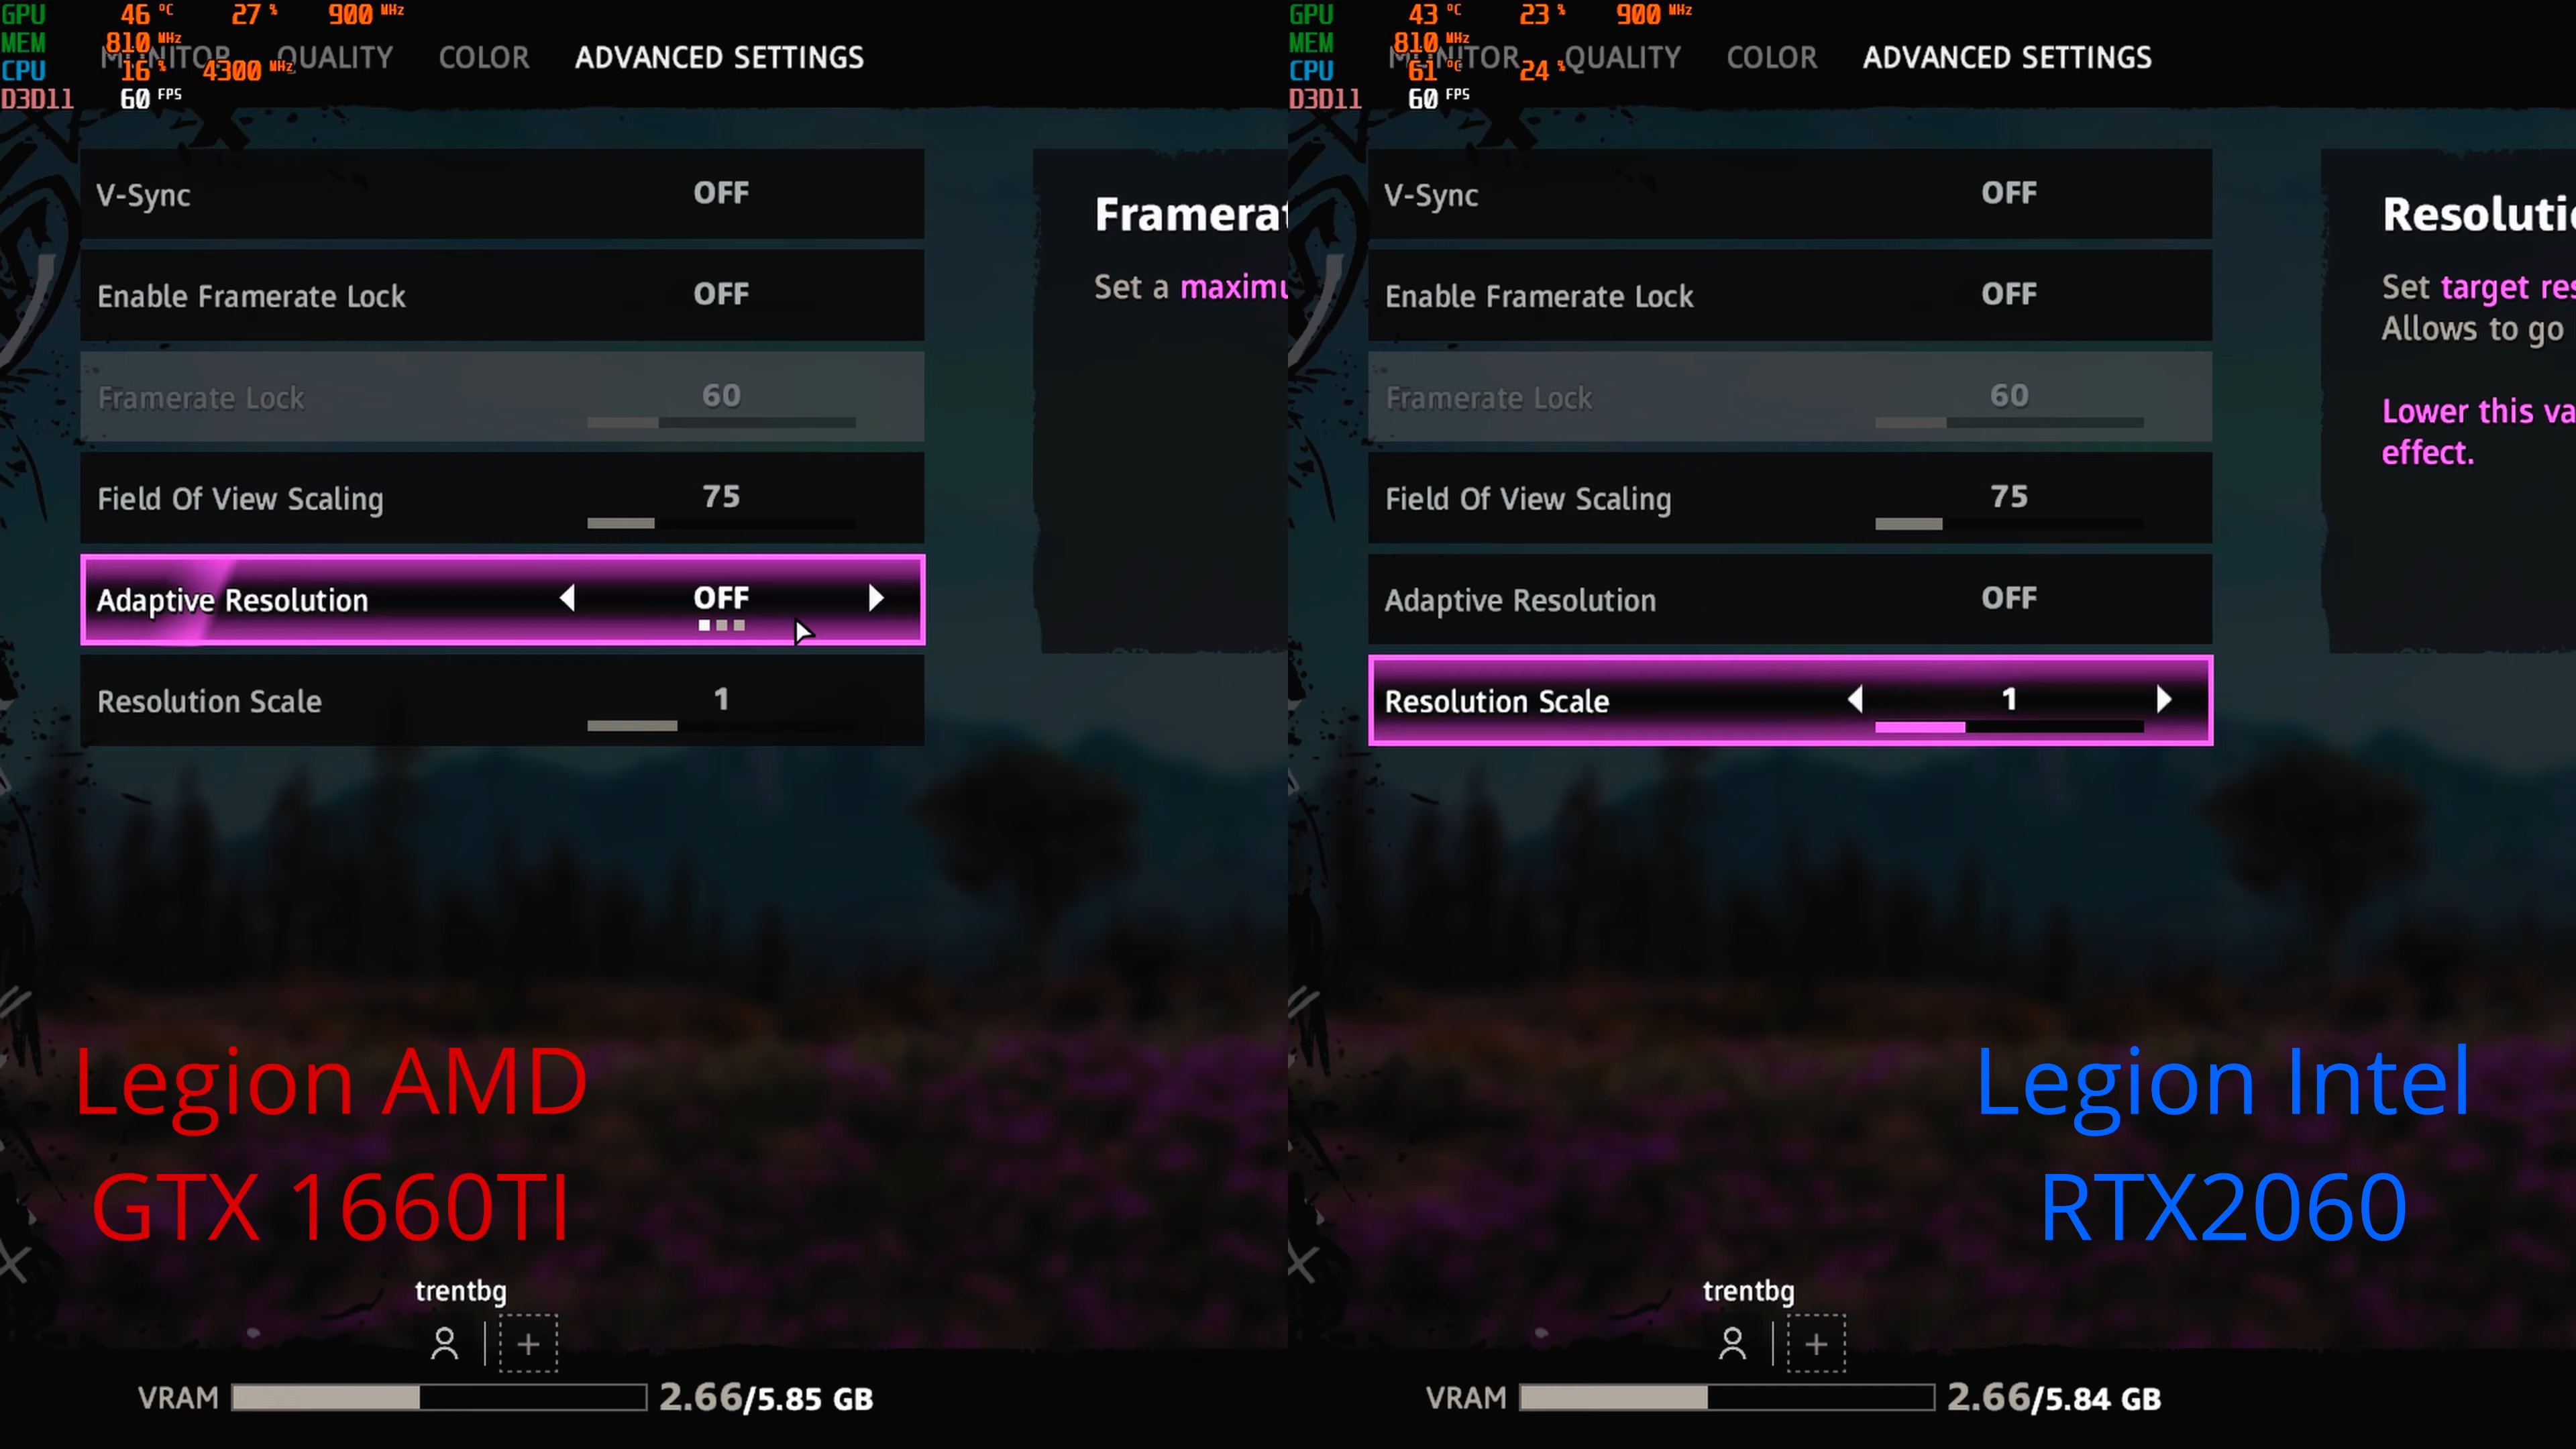 GPU 46 °C 27 % 900 MHz
MEM 810 MHz
MONITOR QUALITY COLOR ADVANCED SETTINGS
CPU 16 % 4300 MHz
D3D11 60 FPS
V-Sync OFF
Enable Framerate Lock OFF
Framerate Lock 60
Field Of View Scaling 75
Adaptive Resolution OFF
Resolution Scale 1
Set a
Legion AMD
GTX 1660TI
trentbg
VRAM 2.66/5.85 GB
GPU 43 °C 23 % 900 MHz
MEM 810 MHz
MONITOR QUALITY COLOR ADVANCED SETTINGS
CPU 61 °C 24 %
D3D11 60 FPS
V-Sync OFF
Enable Framerate Lock OFF
Framerate Lock 60
Field Of View Scaling 75
Adaptive Resolution OFF
Resolution Scale 1
Set target
Allows to go
Lower this
effect.
Legion Intel
RTX2060
trentbg
VRAM 2.66/5.84 GB